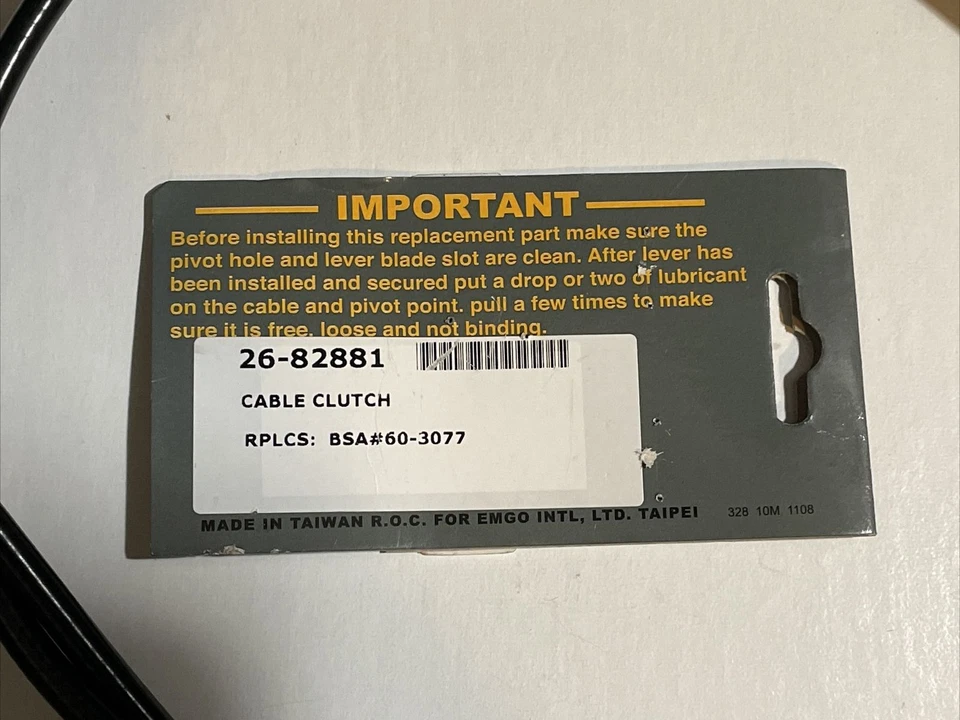 IMPORTANT
Before installing this replacement part make sure the
pivot hole and lever blade slot are clean. After lever has
been installed and secured put a drop or two of lubricant
on the cable and pivot point. pull a few times to make
sure it is free. loose and not binding.
26-82881
CABLE CLUTCH
RPLCS: BSA#60-3077
MADE IN TAIWAN R.O.C. FOR EMGO INTL, LTD. TAIPEI
328 10M 1108